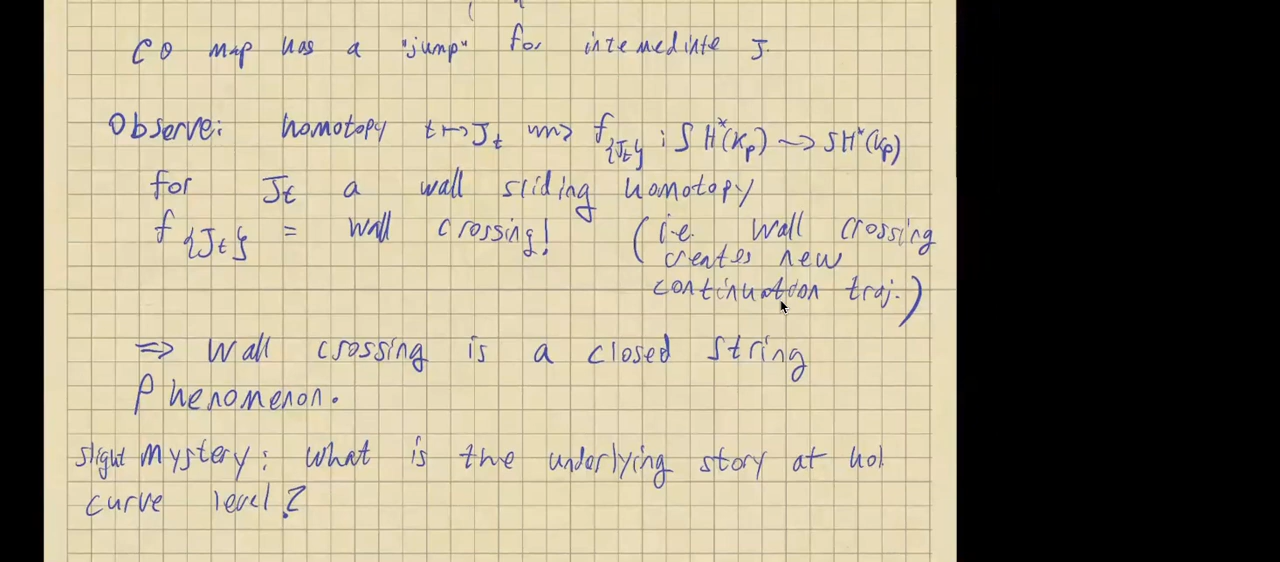 CO map has a "jump" for intermediate J.
Observe: homotopy t ↦ J_t ⇝ f_{J_t} : SH*(K_p) → SH*(K_p)
for J_t a wall sliding homotopy
f_{J_t} = wall crossing! (i.e. wall crossing
creates new
continuation traj.)
⇒ Wall crossing is a closed string
Phenomenon.
slight mystery: what is the underlying story at hol
curve level?